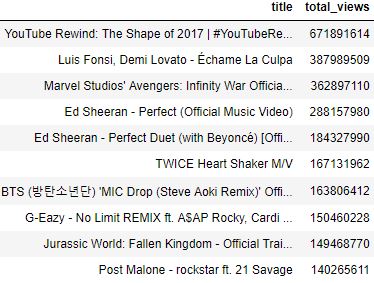 title total_views
YouTube Rewind: The Shape of 2017 | #YouTubeRe... 671891614
Luis Fonsi, Demi Lovato - Échame La Culpa 387989509
Marvel Studios' Avengers: Infinity War Officia... 362897110
Ed Sheeran - Perfect (Official Music Video) 288157980
Ed Sheeran - Perfect Duet (with Beyoncé) [Offi... 184327990
TWICE Heart Shaker M/V 167131962
BTS (방탄소년단) 'MIC Drop (Steve Aoki Remix)' Offi... 163806412
G-Eazy - No Limit REMIX ft. A$AP Rocky, Cardi ... 150460228
Jurassic World: Fallen Kingdom - Official Trai... 149468770
Post Malone - rockstar ft. 21 Savage 140265611